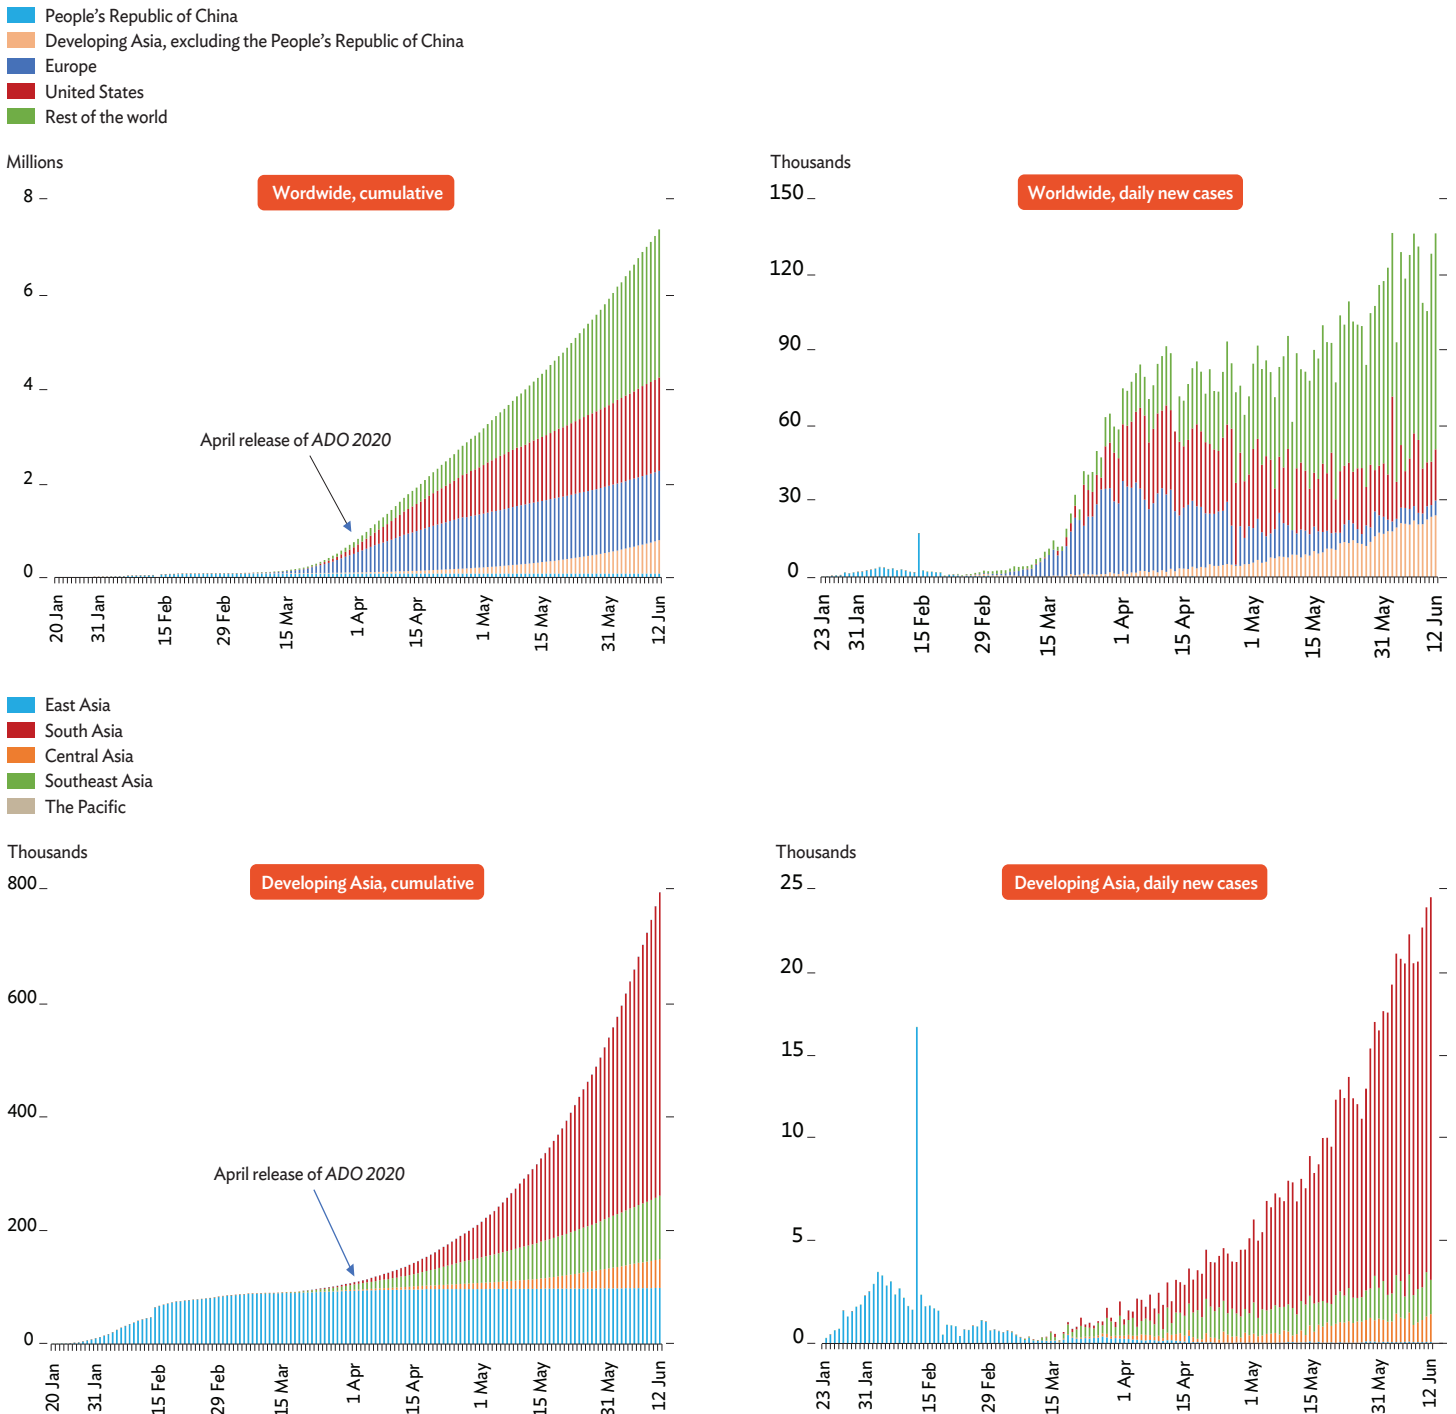 People's Republic of China
Developing Asia, excluding the People's Republic of China
Europe
United States
Rest of the world
Millions
Wordwide, cumulative
8
6
4
2
0
April release of ADO 2020
20 Jan
31 Jan
15 Feb
29 Feb
15 Mar
1 Apr
15 Apr
1 May
15 May
31 May
12 Jun
Thousands
Worldwide, daily new cases
150
120
90
60
30
0
23 Jan
31 Jan
15 Feb
29 Feb
15 Mar
1 Apr
15 Apr
1 May
15 May
31 May
12 Jun
East Asia
South Asia
Central Asia
Southeast Asia
The Pacific
Thousands
Developing Asia, cumulative
800
600
400
200
0
April release of ADO 2020
20 Jan
31 Jan
15 Feb
29 Feb
15 Mar
1 Apr
15 Apr
1 May
15 May
31 May
12 Jun
Thousands
Developing Asia, daily new cases
25
20
15
10
5
0
23 Jan
31 Jan
15 Feb
29 Feb
15 Mar
1 Apr
15 Apr
1 May
15 May
31 May
12 Jun